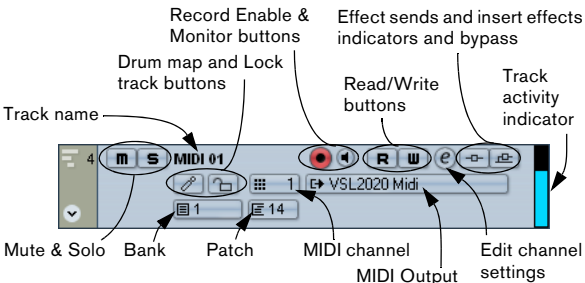 Record Enable &
Monitor buttons
Effect sends and insert effects
indicators and bypass
Drum map and Lock
track buttons
Read/Write
buttons
Track
activity
indicator
Track name
4 m S MIDI 01 R W e
1 VSL2020 Midi
1 14
Mute & Solo Bank Patch MIDI channel MIDI Output Edit channel
settings